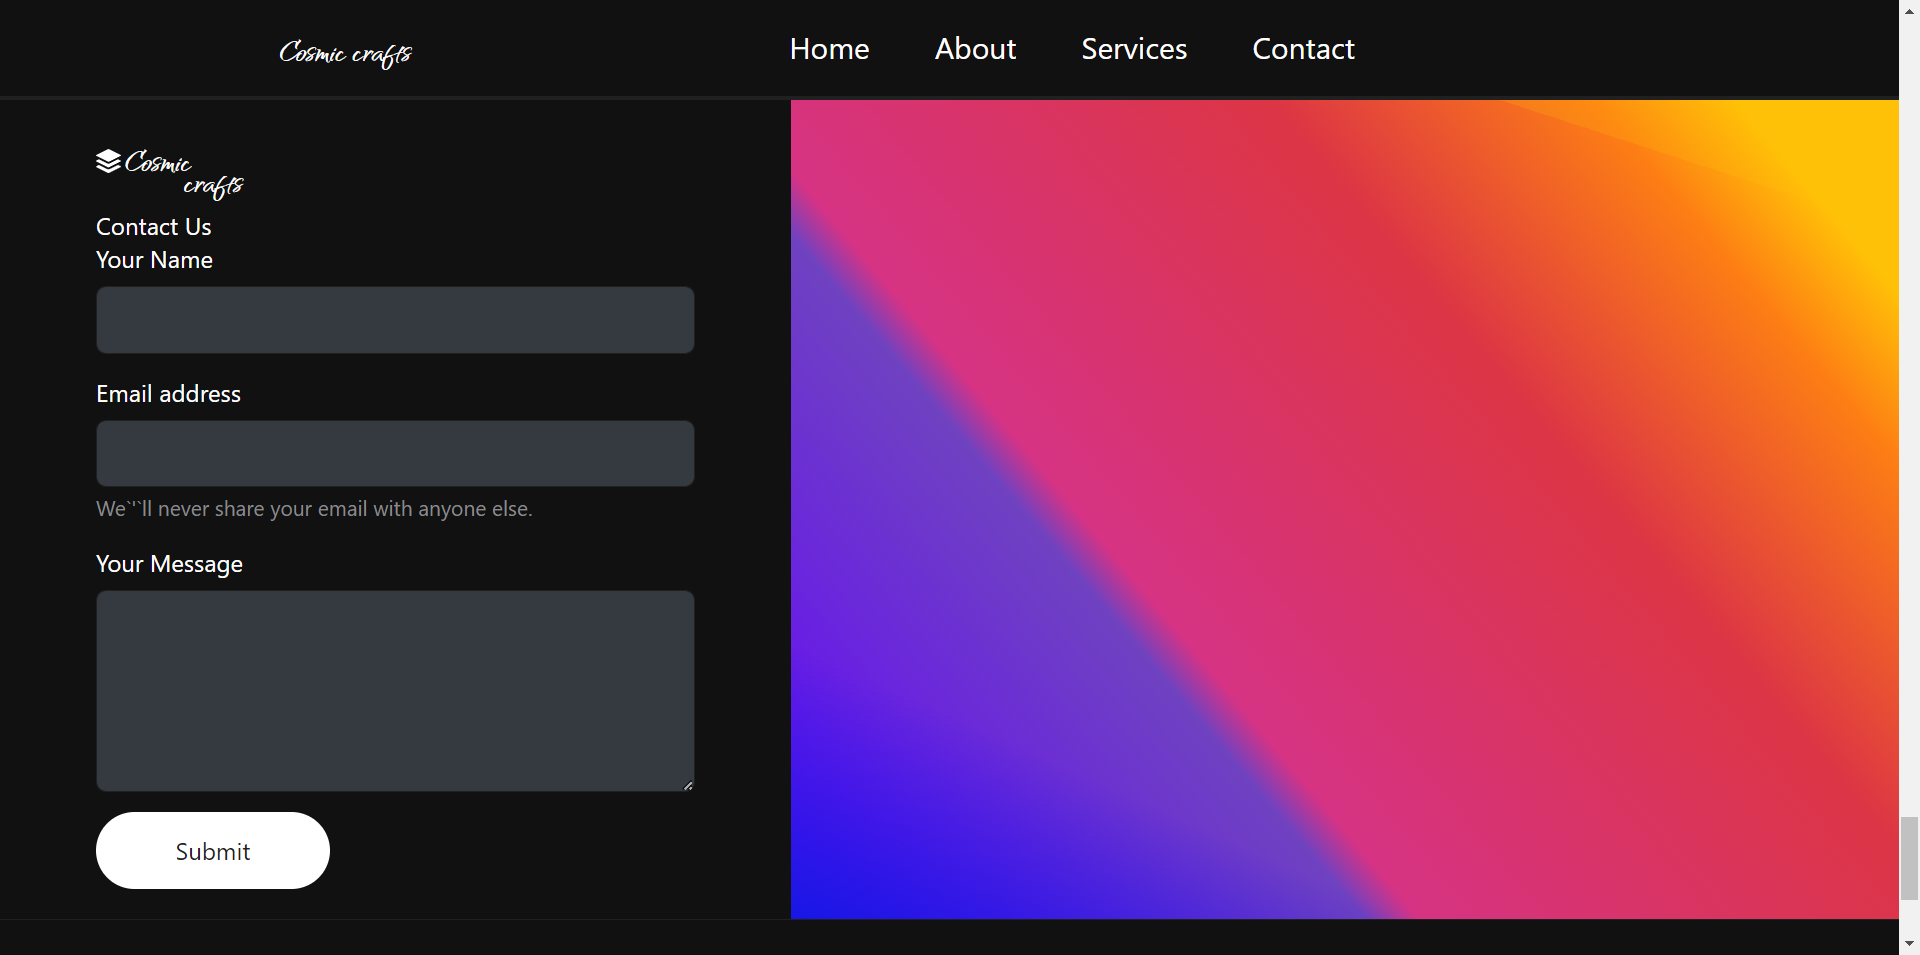 Cosmic crafts
Home About Services Contact
Cosmic
crafts
Contact Us
Your Name
Email address
We`'`ll never share your email with anyone else.
Your Message
Submit